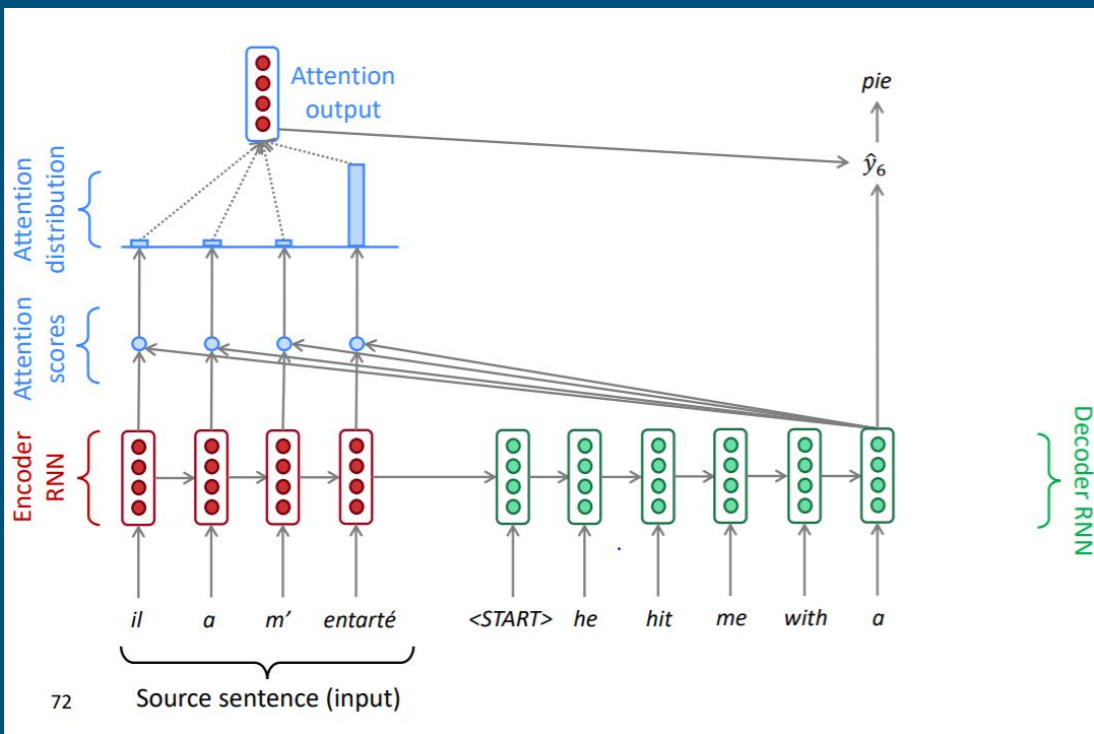 Attention
output
pie
ŷ₆
Attention
distribution
Attention
scores
Encoder
RNN
Decoder RNN
il a m’ entarté <START> he hit me with a
Source sentence (input)
72